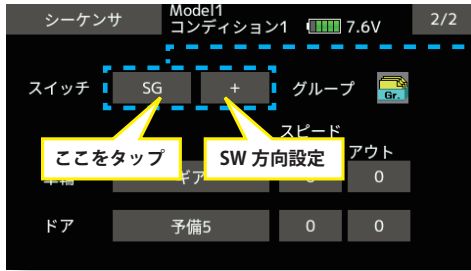 シーケンサ
Model1
コンディション1 7.6V
2/2
スイッチ SG + グループ Gr.
スピード
アウト
ここをタップ
SW 方向設定
ギア 0
ドア 予備5 0 0